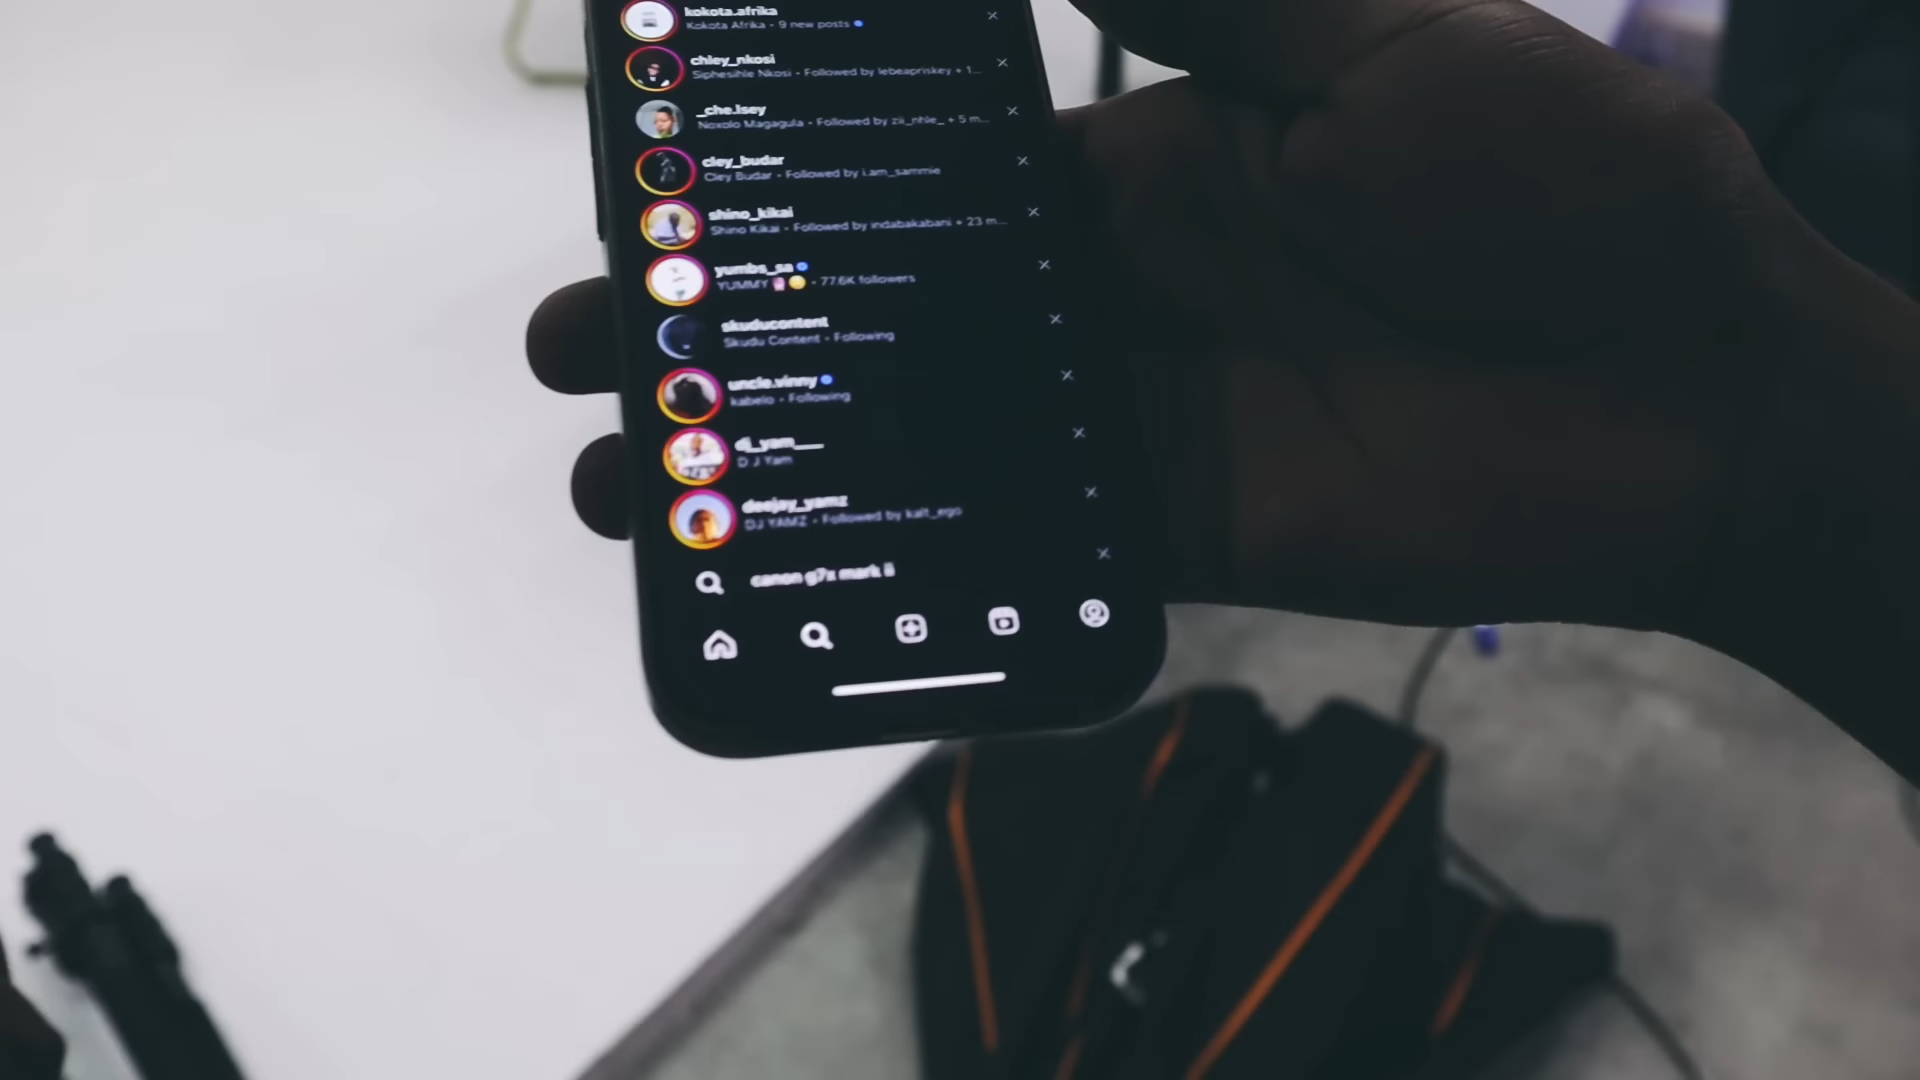 kokota.afrika
Kokota Afrika • 9 new posts
chley_nkosi
Siphesihle Nkosi • Followed by lebeapriskey + 1...
_che.lsey
Noxolo Magagula • Followed by zii_nhle_ + 5 m...
cley_budar
Cley Budar • Followed by i.am_sammie
shino_kikai
Shino Kikai • Followed by indabakabani + 23 m...
yumbs_sa
YUMMY • 77.6K followers
skuducontent
Skudu Content • Following
uncle.vinny
kabelo • Following
dj_yam___
D J Yam
deejay_yamz
DJ YAMZ • Followed by kalt_ego
canon g7x mark ii